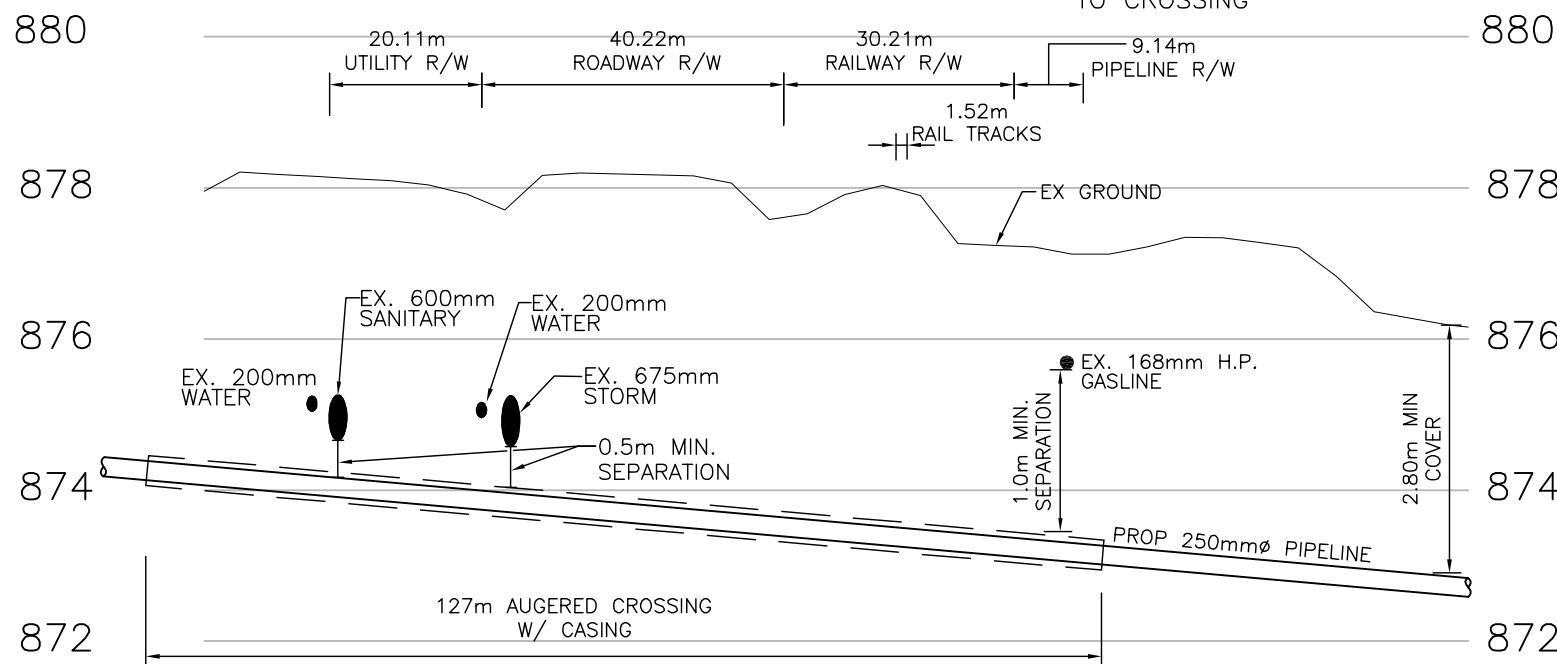 TO CROSSING
880
880
20.11m
UTILITY R/W
40.22m
ROADWAY R/W
30.21m
RAILWAY R/W
9.14m
PIPELINE R/W
1.52m
RAIL TRACKS
878
878
EX GROUND
876
876
EX. 600mm
SANITARY
EX. 200mm
WATER
EX. 200mm
WATER
EX. 675mm
STORM
EX. 168mm H.P.
GASLINE
0.5m MIN.
SEPARATION
1.0m MIN.
SEPARATION
2.80m MIN
COVER
874
874
PROP 250mmø PIPELINE
127m AUGERED CROSSING
W/ CASING
872
872